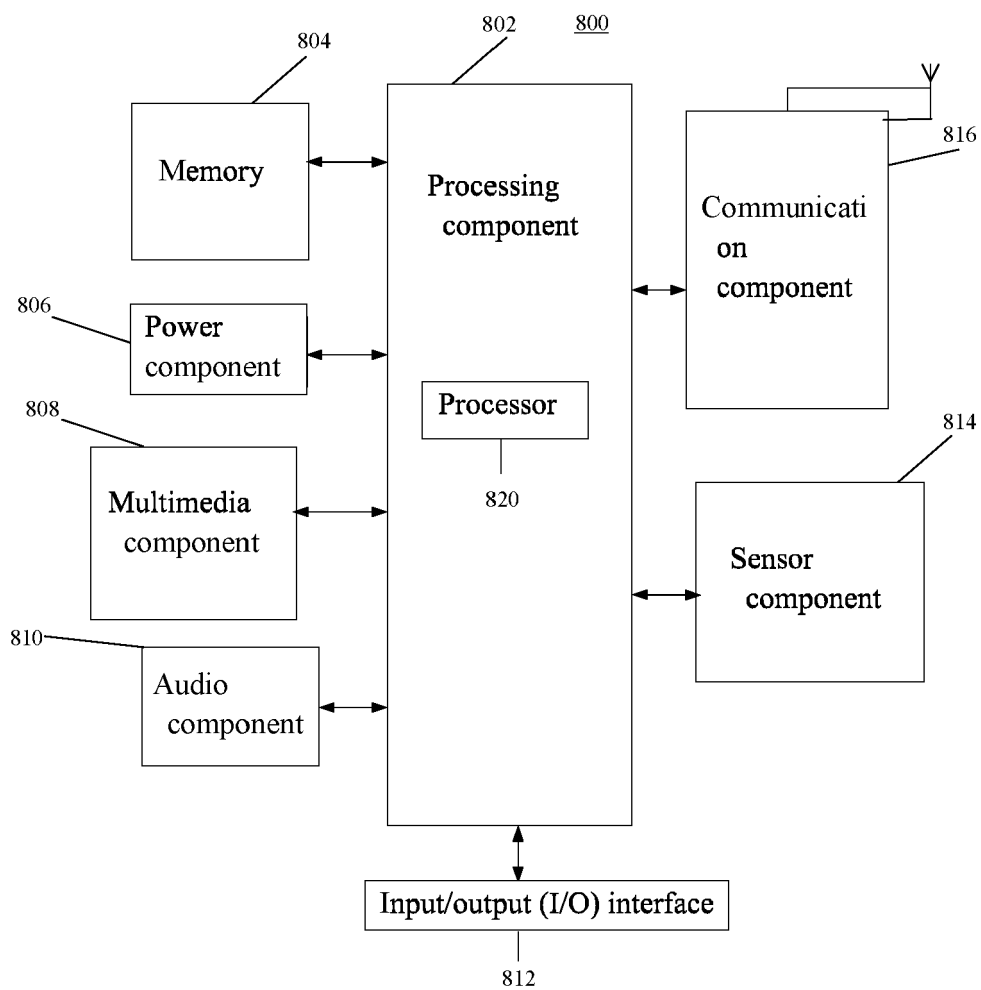 802
800
804
Memory
Processing
component
816
Communicati
on
component
806
Power
component
Processor
820
808
Multimedia
component
814
Sensor
component
810
Audio
component
Input/output (I/O) interface
812